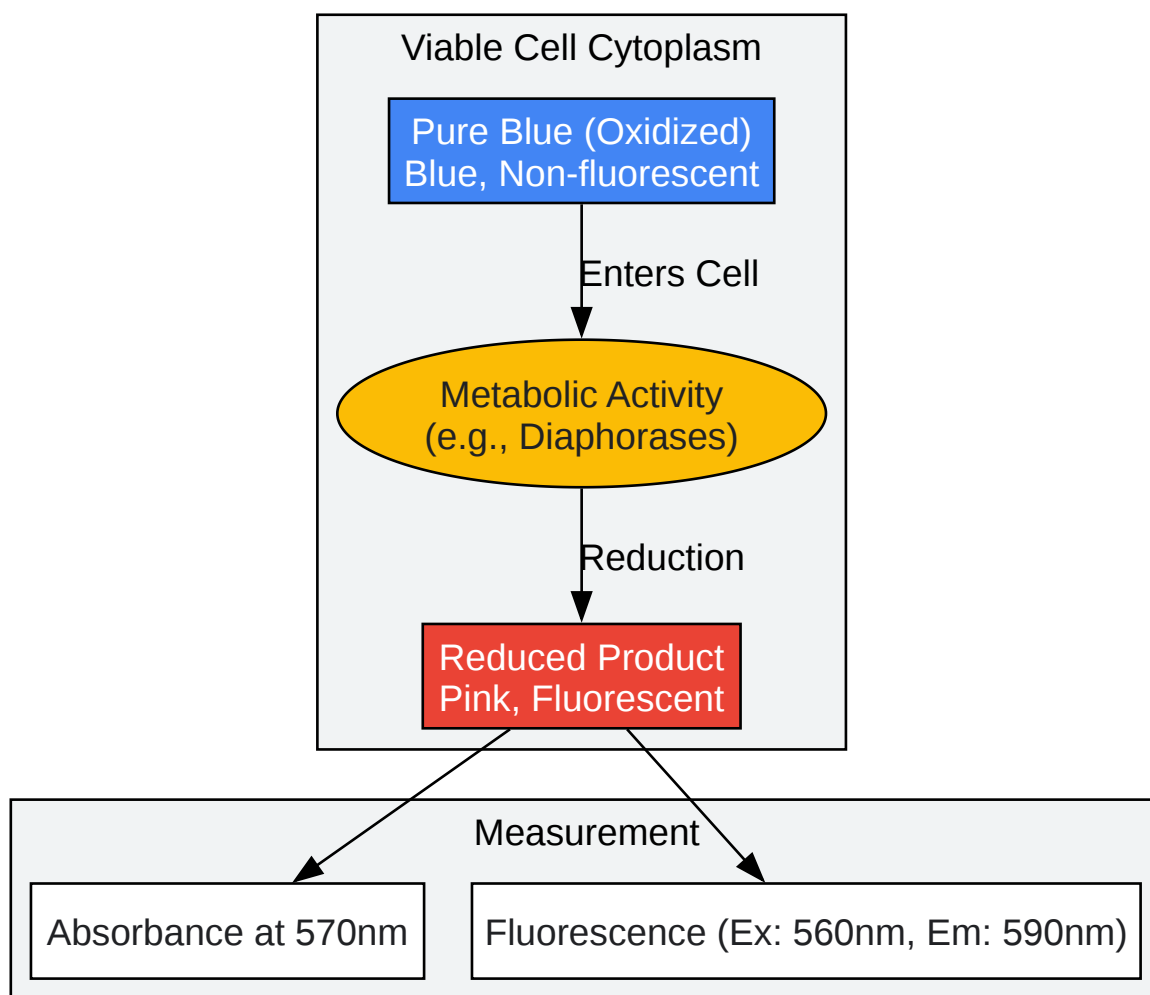 Viable Cell Cytoplasm
Pure Blue (Oxidized)
Blue, Non-fluorescent
Enters Cell
Metabolic Activity
(e.g., Diaphorases)
Reduction
Reduced Product
Pink, Fluorescent
Measurement
Absorbance at 570nm
Fluorescence (Ex: 560nm, Em: 590nm)